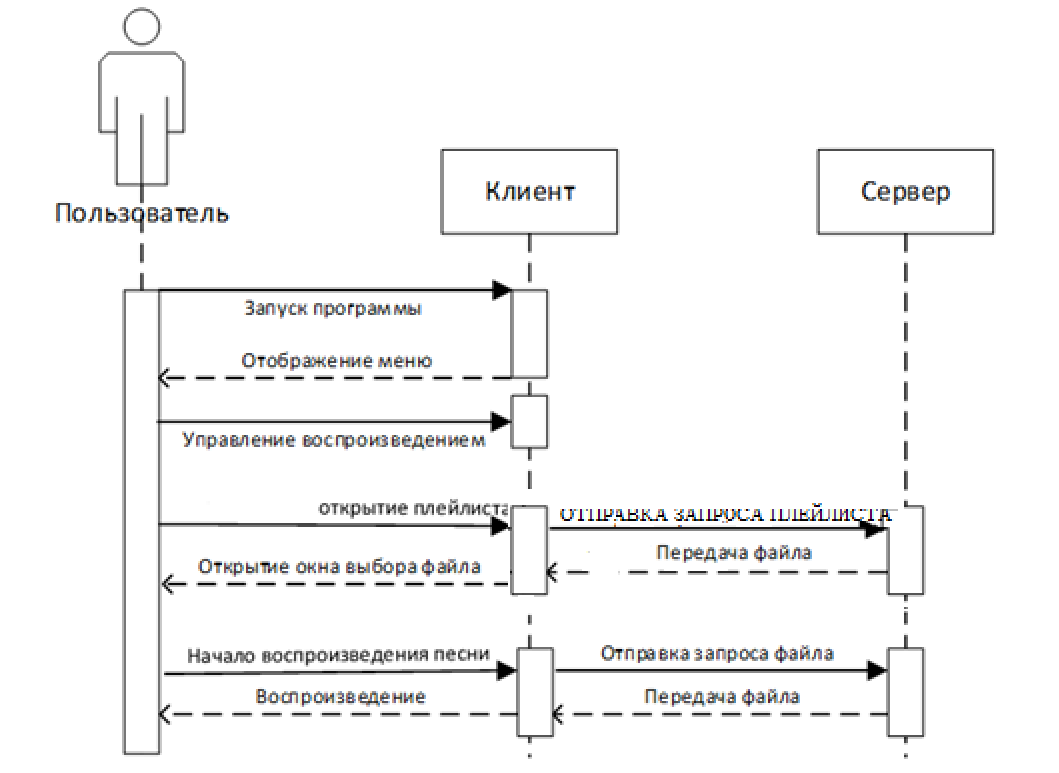 Пользователь
Клиент
Сервер
Запуск программы
Отображение меню
Управление воспроизведением
открытие плейлиста
ОТПРАВКА ЗАПРОСА ПЛЕЙЛИСТА
Передача файла
Открытие окна выбора файла
Начало воспроизведения песни
Отправка запроса файла
Воспроизведение
Передача файла